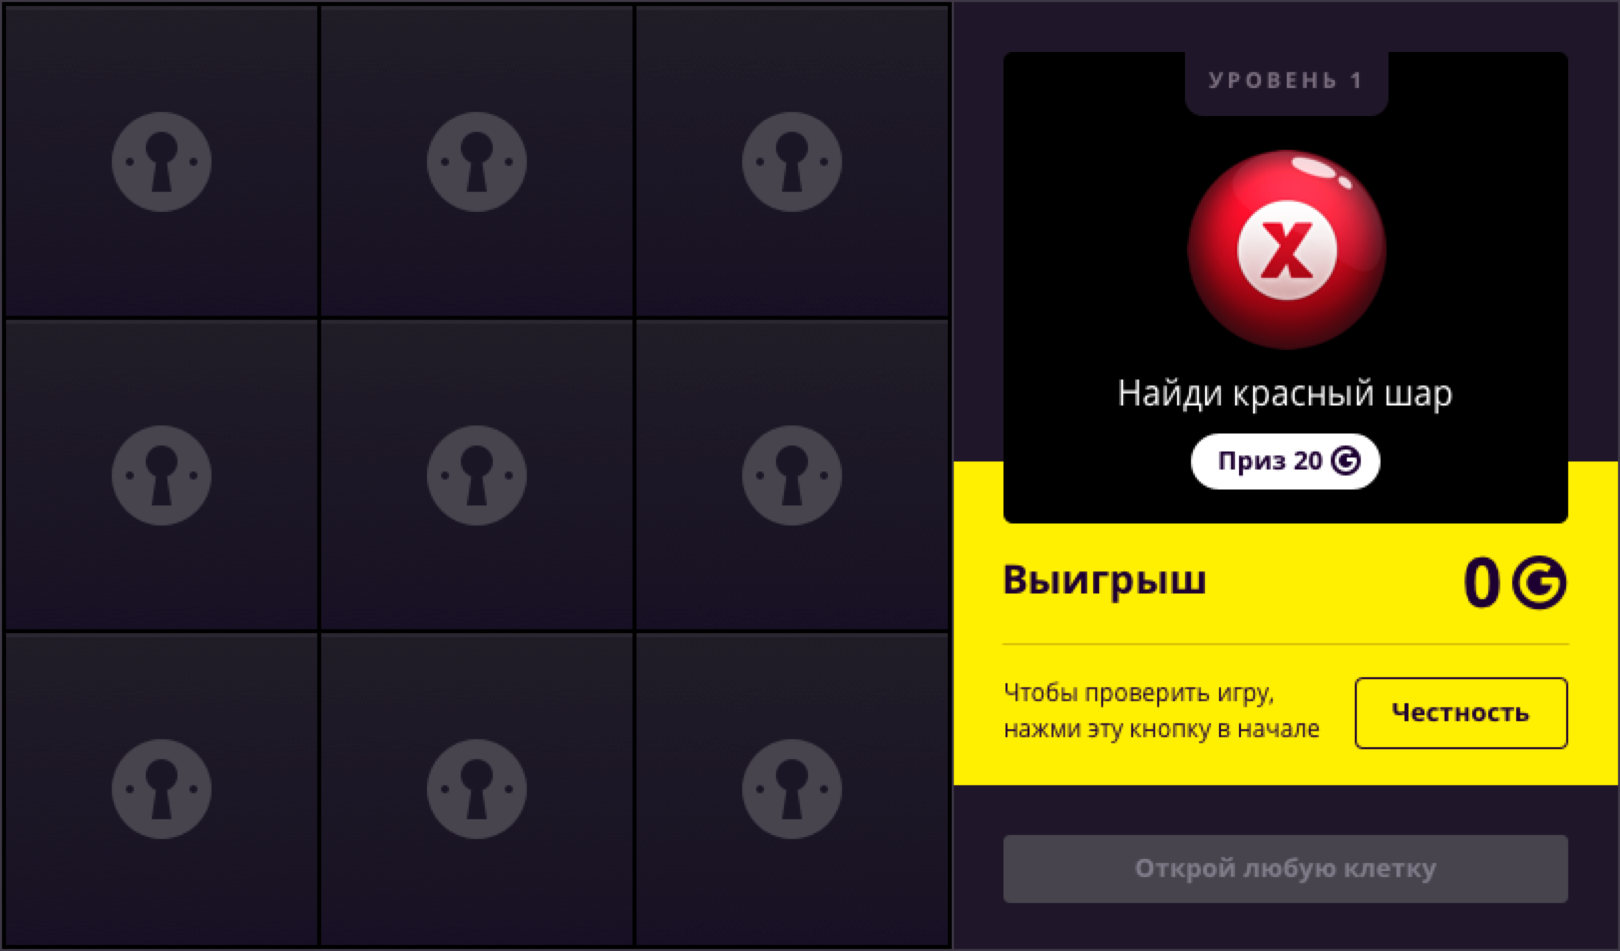 УРОВЕНЬ 1
X
Найди красный шар
Приз 20 G
Выигрыш
0 G
Чтобы проверить игру,
нажми эту кнопку в начале
Честность
Открой любую клетку